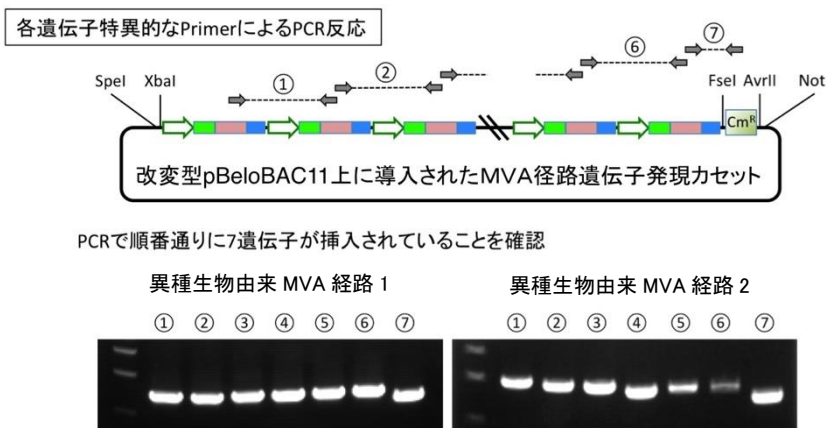 各遺伝子特異的なPrimerによるPCR反応
① ② ⑥ ⑦
SpeI XbaI FseI AvrII Not
Cm^R
改変型pBeloBAC11上に導入されたMVA径路遺伝子発現カセット
PCRで順番通りに7遺伝子が挿入されていることを確認
異種生物由来 MVA 経路 1
異種生物由来 MVA 経路 2
① ② ③ ④ ⑤ ⑥ ⑦
① ② ③ ④ ⑤ ⑥ ⑦